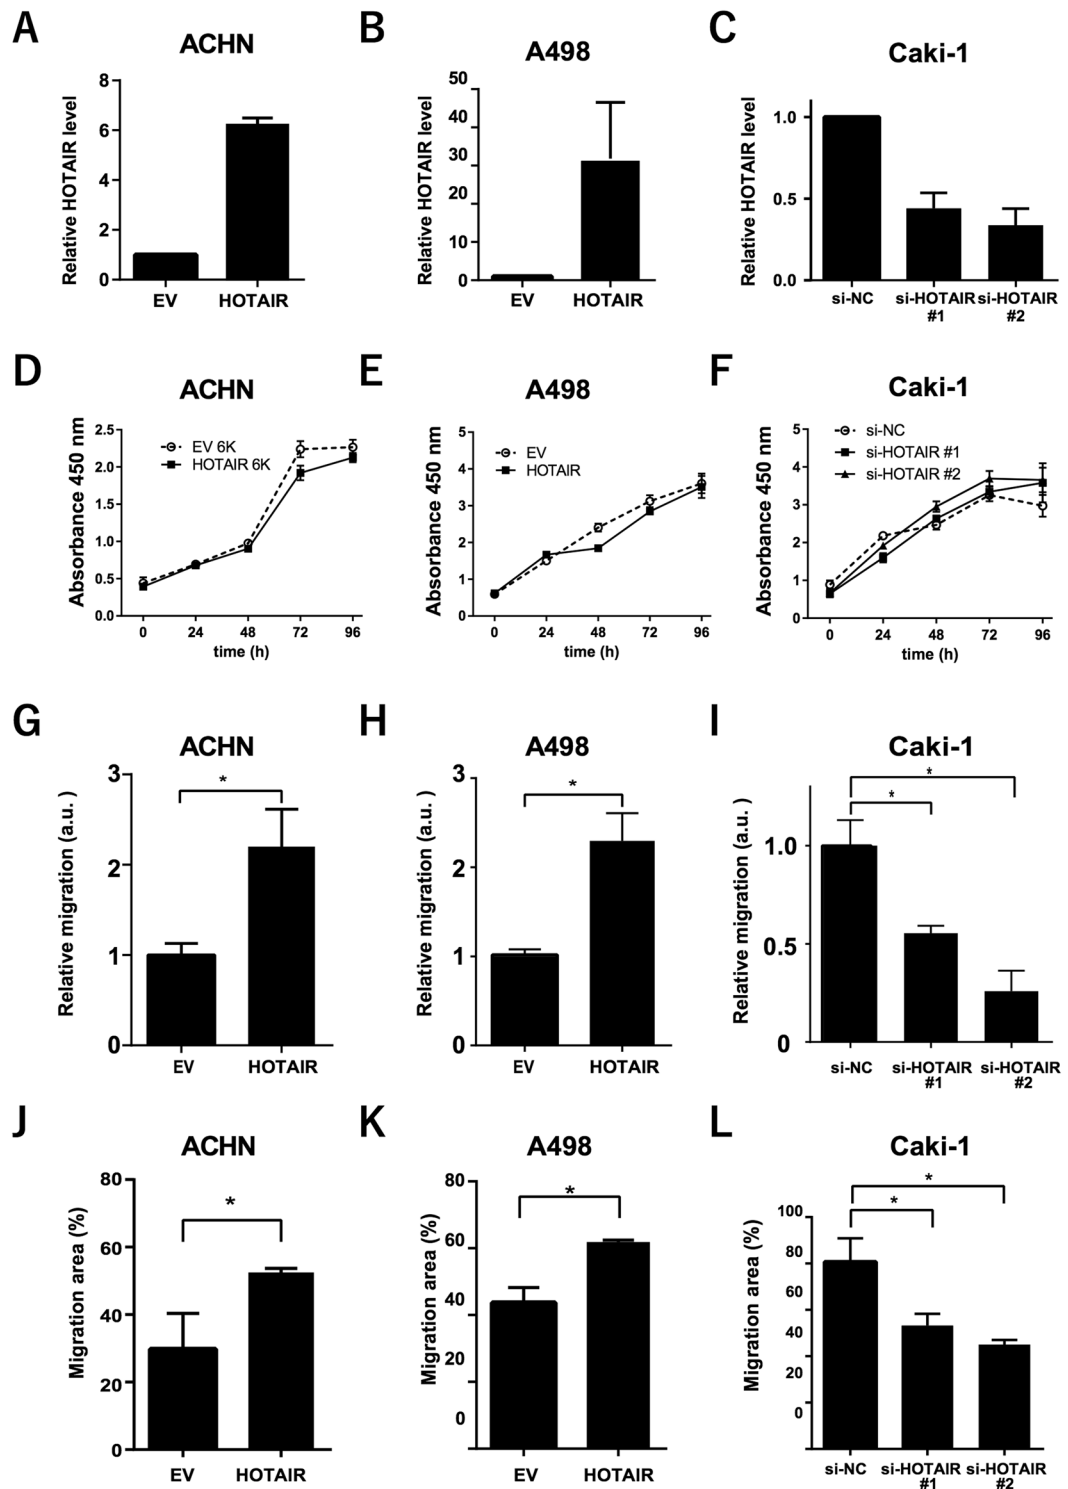 A
ACHN
Relative HOTAIR level
8
6
4
2
0
EV
HOTAIR
B
A498
Relative HOTAIR level
50
40
30
20
10
0
EV
HOTAIR
C
Caki-1
Relative HOTAIR level
1.0
0.5
0.0
si-NC
si-HOTAIR #1
si-HOTAIR #2
D
ACHN
Absorbance 450 nm
2.5
2.0
1.5
1.0
0.5
0.0
EV 6K
HOTAIR 6K
0 24 48 72 96
time (h)
E
A498
Absorbance 450 nm
5
4
3
2
1
0
EV
HOTAIR
0 24 48 72 96
time (h)
F
Caki-1
Absorbance 450 nm
5
4
3
2
1
0
si-NC
si-HOTAIR #1
si-HOTAIR #2
0 24 48 72 96
time (h)
G
ACHN
Relative migration (a.u. )
3
2
1
0
*
EV
HOTAIR
H
A498
Relative migration (a.u. )
3
2
1
0
*
EV
HOTAIR
I
Caki-1
Relative migration (a.u. )
1.0
0.5
0
*
*
si-NC
si-HOTAIR #1
si-HOTAIR #2
J
ACHN
Migration area (%)
80
60
40
20
0
*
EV
HOTAIR
K
A498
Migration area (%)
80
60
40
20
0
*
EV
HOTAIR
L
Caki-1
Migration area (%)
100
80
60
40
20
0
*
*
si-NC
si-HOTAIR #1
si-HOTAIR #2